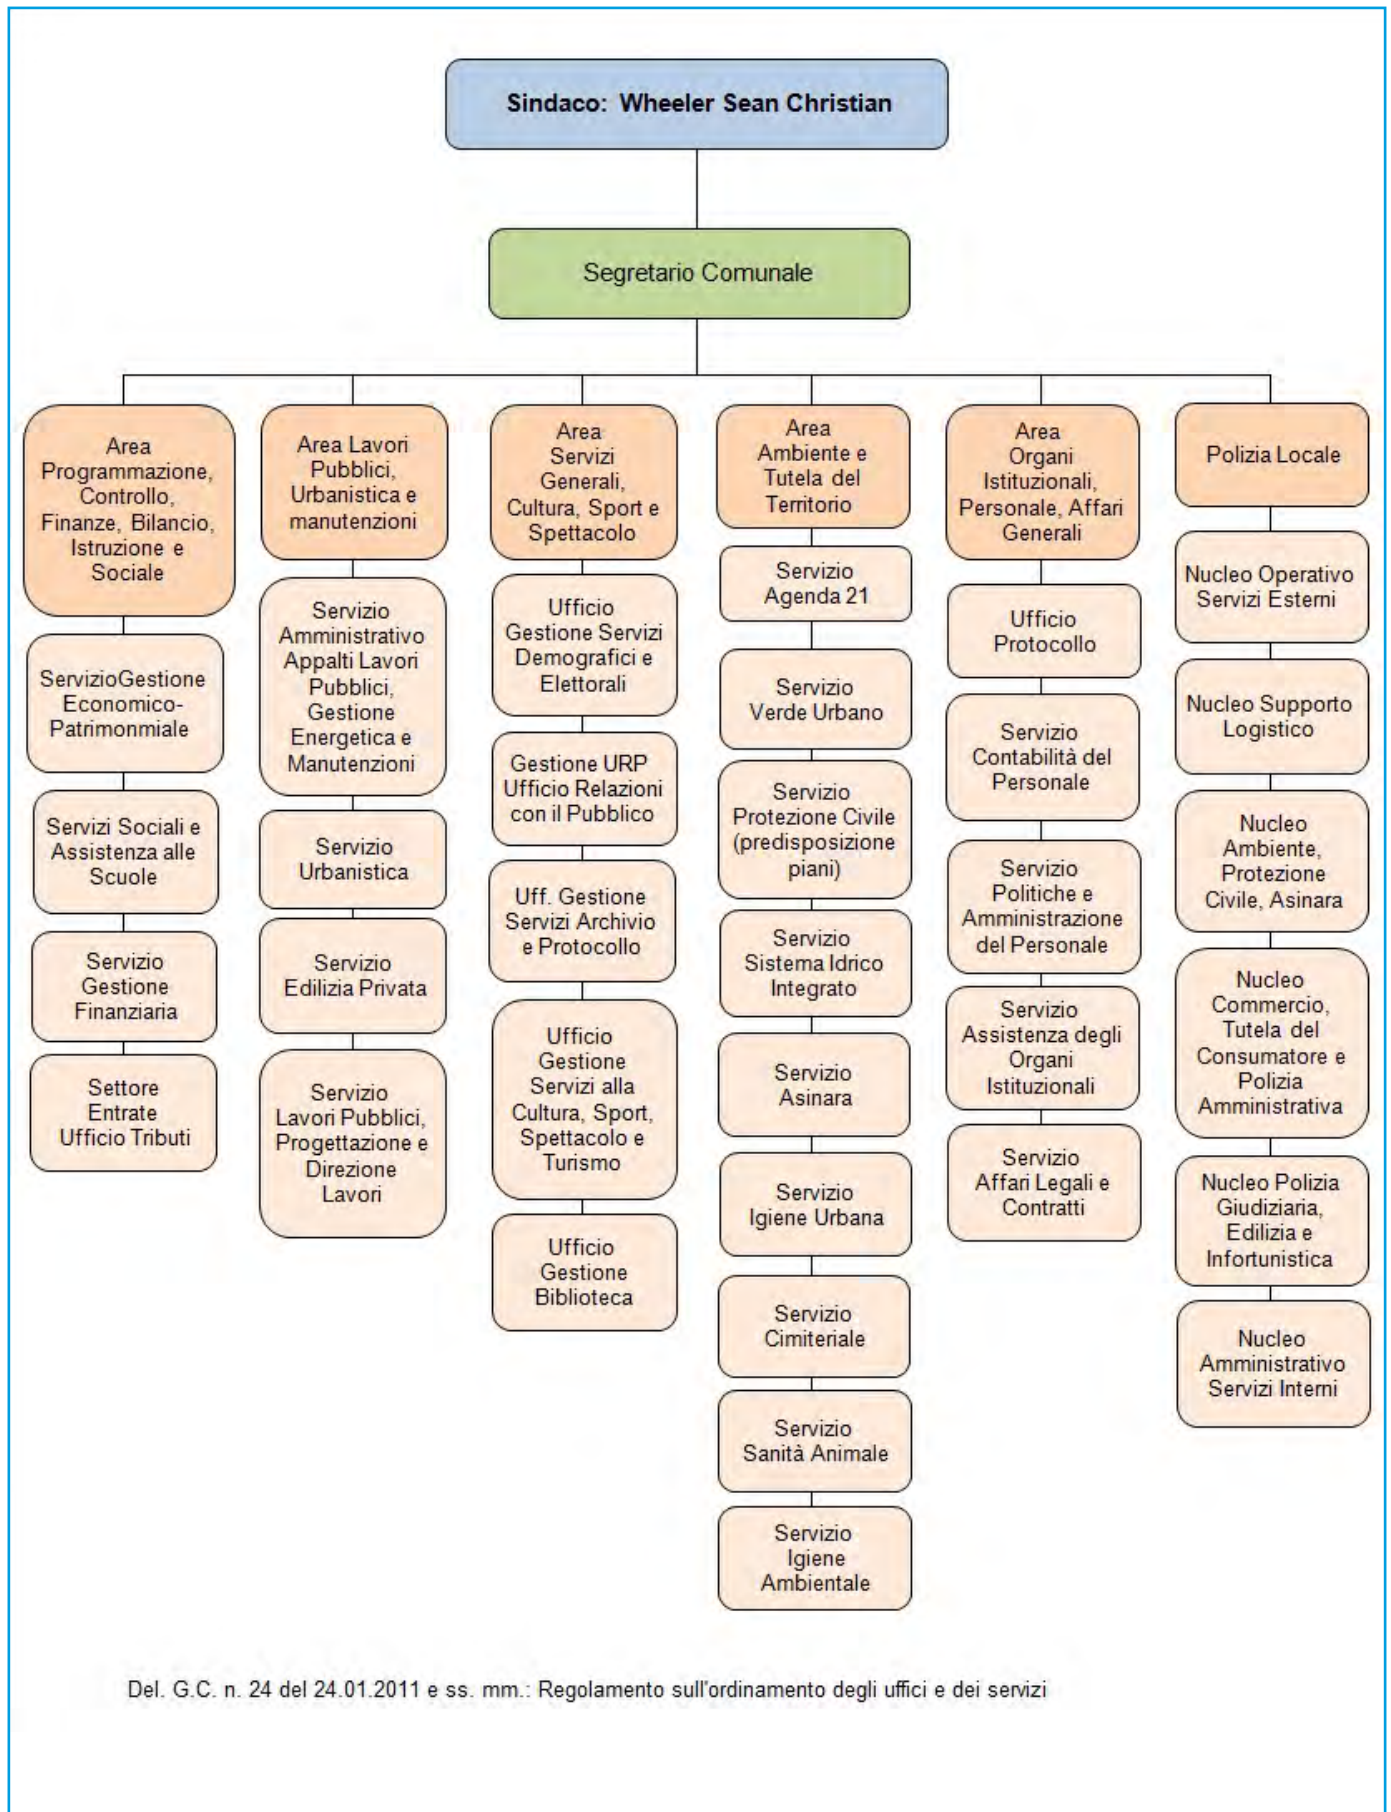 Sindaco: Wheeler Sean Christian
Segretario Comunale
Area
Programmazione,
Controllo,
Finanze, Bilancio,
Istruzione e
Sociale
ServizioGestione
Economico-
Patrimonmiale
Servizi Sociali e
Assistenza alle
Scuole
Servizio
Gestione
Finanziaria
Settore
Entrate
Ufficio Tributi
Area Lavori
Pubblici,
Urbanistica e
manutenzioni
Servizio
Amministrativo
Appalti Lavori
Pubblici,
Gestione
Energetica e
Manutenzioni
Servizio
Urbanistica
Servizio
Edilizia Privata
Servizio
Lavori Pubblici,
Progettazione e
Direzione
Lavori
Area
Servizi
Generali,
Cultura, Sport e
Spettacolo
Ufficio
Gestione Servizi
Demografici e
Elettorali
Gestione URP
Ufficio Relazioni
con il Pubblico
Uff. Gestione
Servizi Archivio
e Protocollo
Ufficio
Gestione
Servizi alla
Cultura, Sport,
Spettacolo e
Turismo
Ufficio
Gestione
Biblioteca
Area
Ambiente e
Tutela del
Territorio
Servizio
Agenda 21
Servizio
Verde Urbano
Servizio
Protezione Civile
(predisposizione
piani)
Servizio
Sistema Idrico
Integrato
Servizio
Asinara
Servizio
Igiene Urbana
Servizio
Cimiteriale
Servizio
Sanità Animale
Servizio
Igiene
Ambientale
Area
Organi
Istituzionali,
Personale, Affari
Generali
Ufficio
Protocollo
Servizio
Contabilità del
Personale
Servizio
Politiche e
Amministrazione
del Personale
Servizio
Assistenza degli
Organi
Istituzionali
Servizio
Affari Legali e
Contratti
Polizia Locale
Nucleo Operativo
Servizi Esterni
Nucleo Supporto
Logistico
Nucleo
Ambiente,
Protezione
Civile, Asinara
Nucleo
Commercio,
Tutela del
Consumatore e
Polizia
Amministrativa
Nucleo Polizia
Giudiziaria,
Edilizia e
Infortunistica
Nucleo
Amministrativo
Servizi Interni
Del. G.C. n. 24 del 24.01.2011 e ss. mm.: Regolamento sull'ordinamento degli uffici e dei servizi